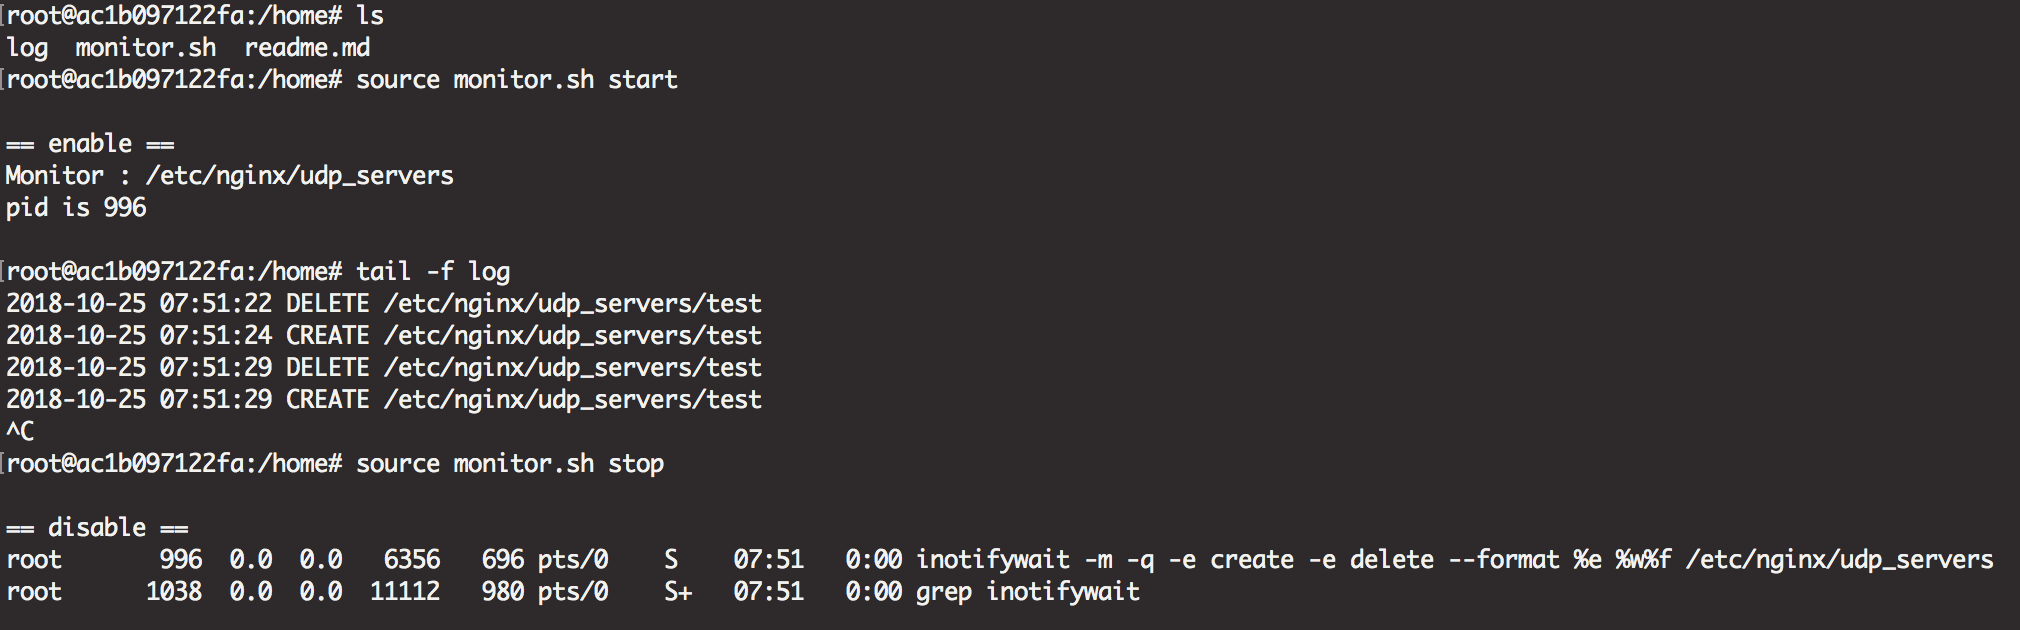 [root@ac1b097122fa:/home# ls
log  monitor.sh  readme.md
[root@ac1b097122fa:/home# source monitor.sh start
== enable ==
Monitor : /etc/nginx/udp_servers
pid is 996
[root@ac1b097122fa:/home# tail -f log
2018-10-25 07:51:22 DELETE /etc/nginx/udp_servers/test
2018-10-25 07:51:24 CREATE /etc/nginx/udp_servers/test
2018-10-25 07:51:29 DELETE /etc/nginx/udp_servers/test
2018-10-25 07:51:29 CREATE /etc/nginx/udp_servers/test
^C
[root@ac1b097122fa:/home# source monitor.sh stop
== disable ==
root       996  0.0  0.0   6356   696 pts/0    S    07:51   0:00 inotifywait -m -q -e create -e delete --format %e %w%f /etc/nginx/udp_servers
root      1038  0.0  0.0  11112   980 pts/0    S+   07:51   0:00 grep inotifywait